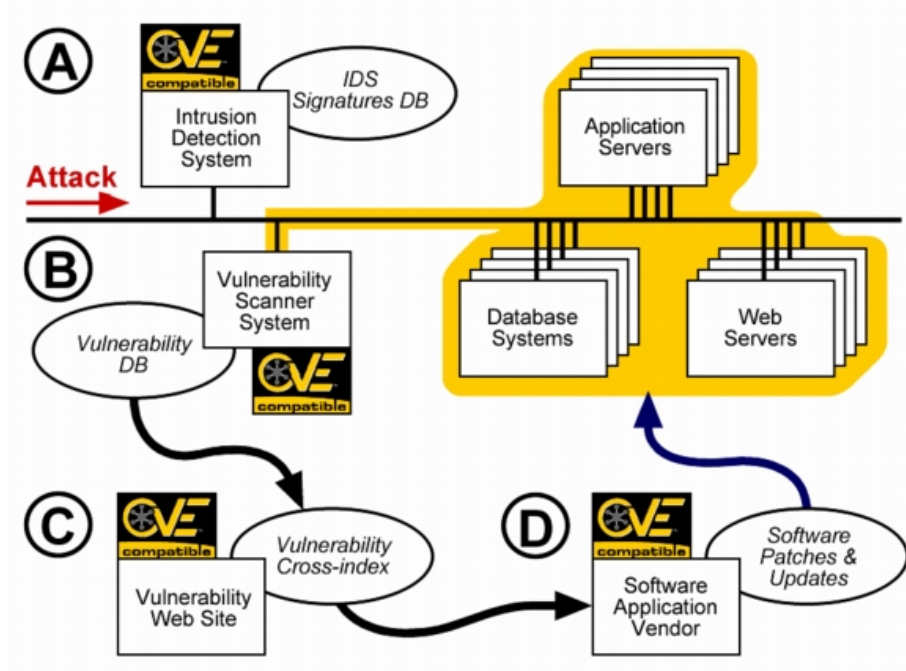 A
CVE
compatible
IDS
Signatures DB
Intrusion
Detection
System
Application
Servers
Attack
B
Vulnerability
Scanner
System
Vulnerability
DB
CVE
compatible
Database
Systems
Web
Servers
C
CVE
compatible
Vulnerability
Cross-index
Vulnerability
Web Site
D
CVE
compatible
Software
Patches &
Updates
Software
Application
Vendor